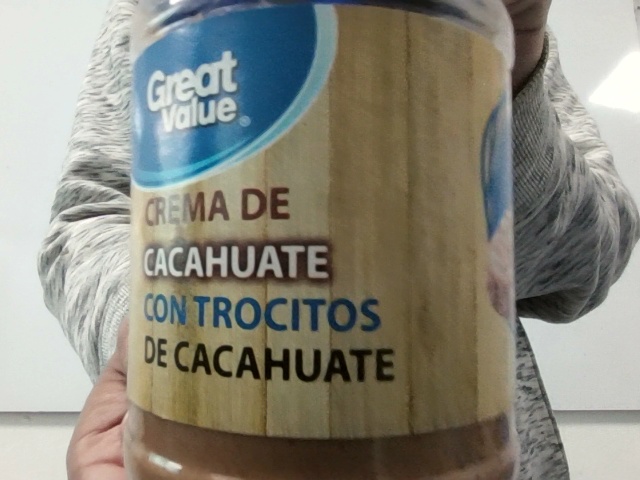 Great
Value
CREMA DE
CACAHUATE
CON TROCITOS
DE CACAHUATE